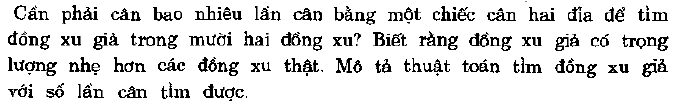 Cần phải cân bao nhiêu lần cân bằng một chiếc cân hai đĩa để tìm
đồng xu giả trong mười hai đồng xu? Biết rằng đồng xu giả có trọng
lượng nhẹ hơn các đồng xu thật. Mô tả thuật toán tìm đồng xu giả
với số lần cân tìm được.